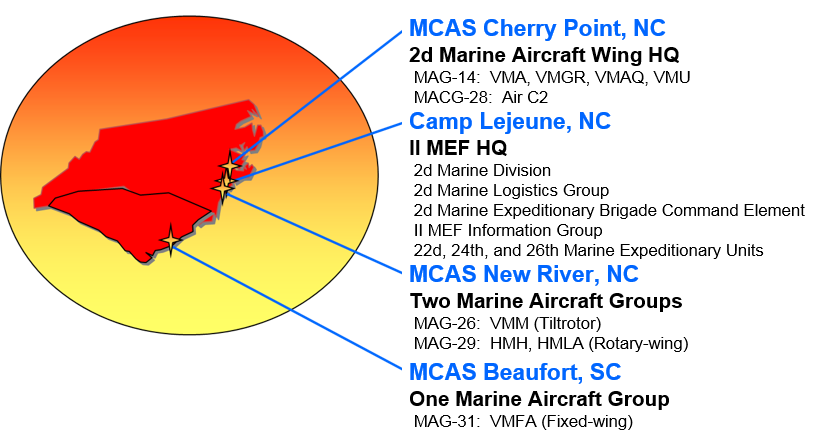 MCAS Cherry Point, NC
2d Marine Aircraft Wing HQ
MAG-14: VMA, VMGR, VMAQ, VMU
MACG-28: Air C2
Camp Lejeune, NC
II MEF HQ
2d Marine Division
2d Marine Logistics Group
2d Marine Expeditionary Brigade Command Element
II MEF Information Group
22d, 24th, and 26th Marine Expeditionary Units
MCAS New River, NC
Two Marine Aircraft Groups
MAG-26: VMM (Tiltrotor)
MAG-29: HMH, HMLA (Rotary-wing)
MCAS Beaufort, SC
One Marine Aircraft Group
MAG-31: VMFA (Fixed-wing)